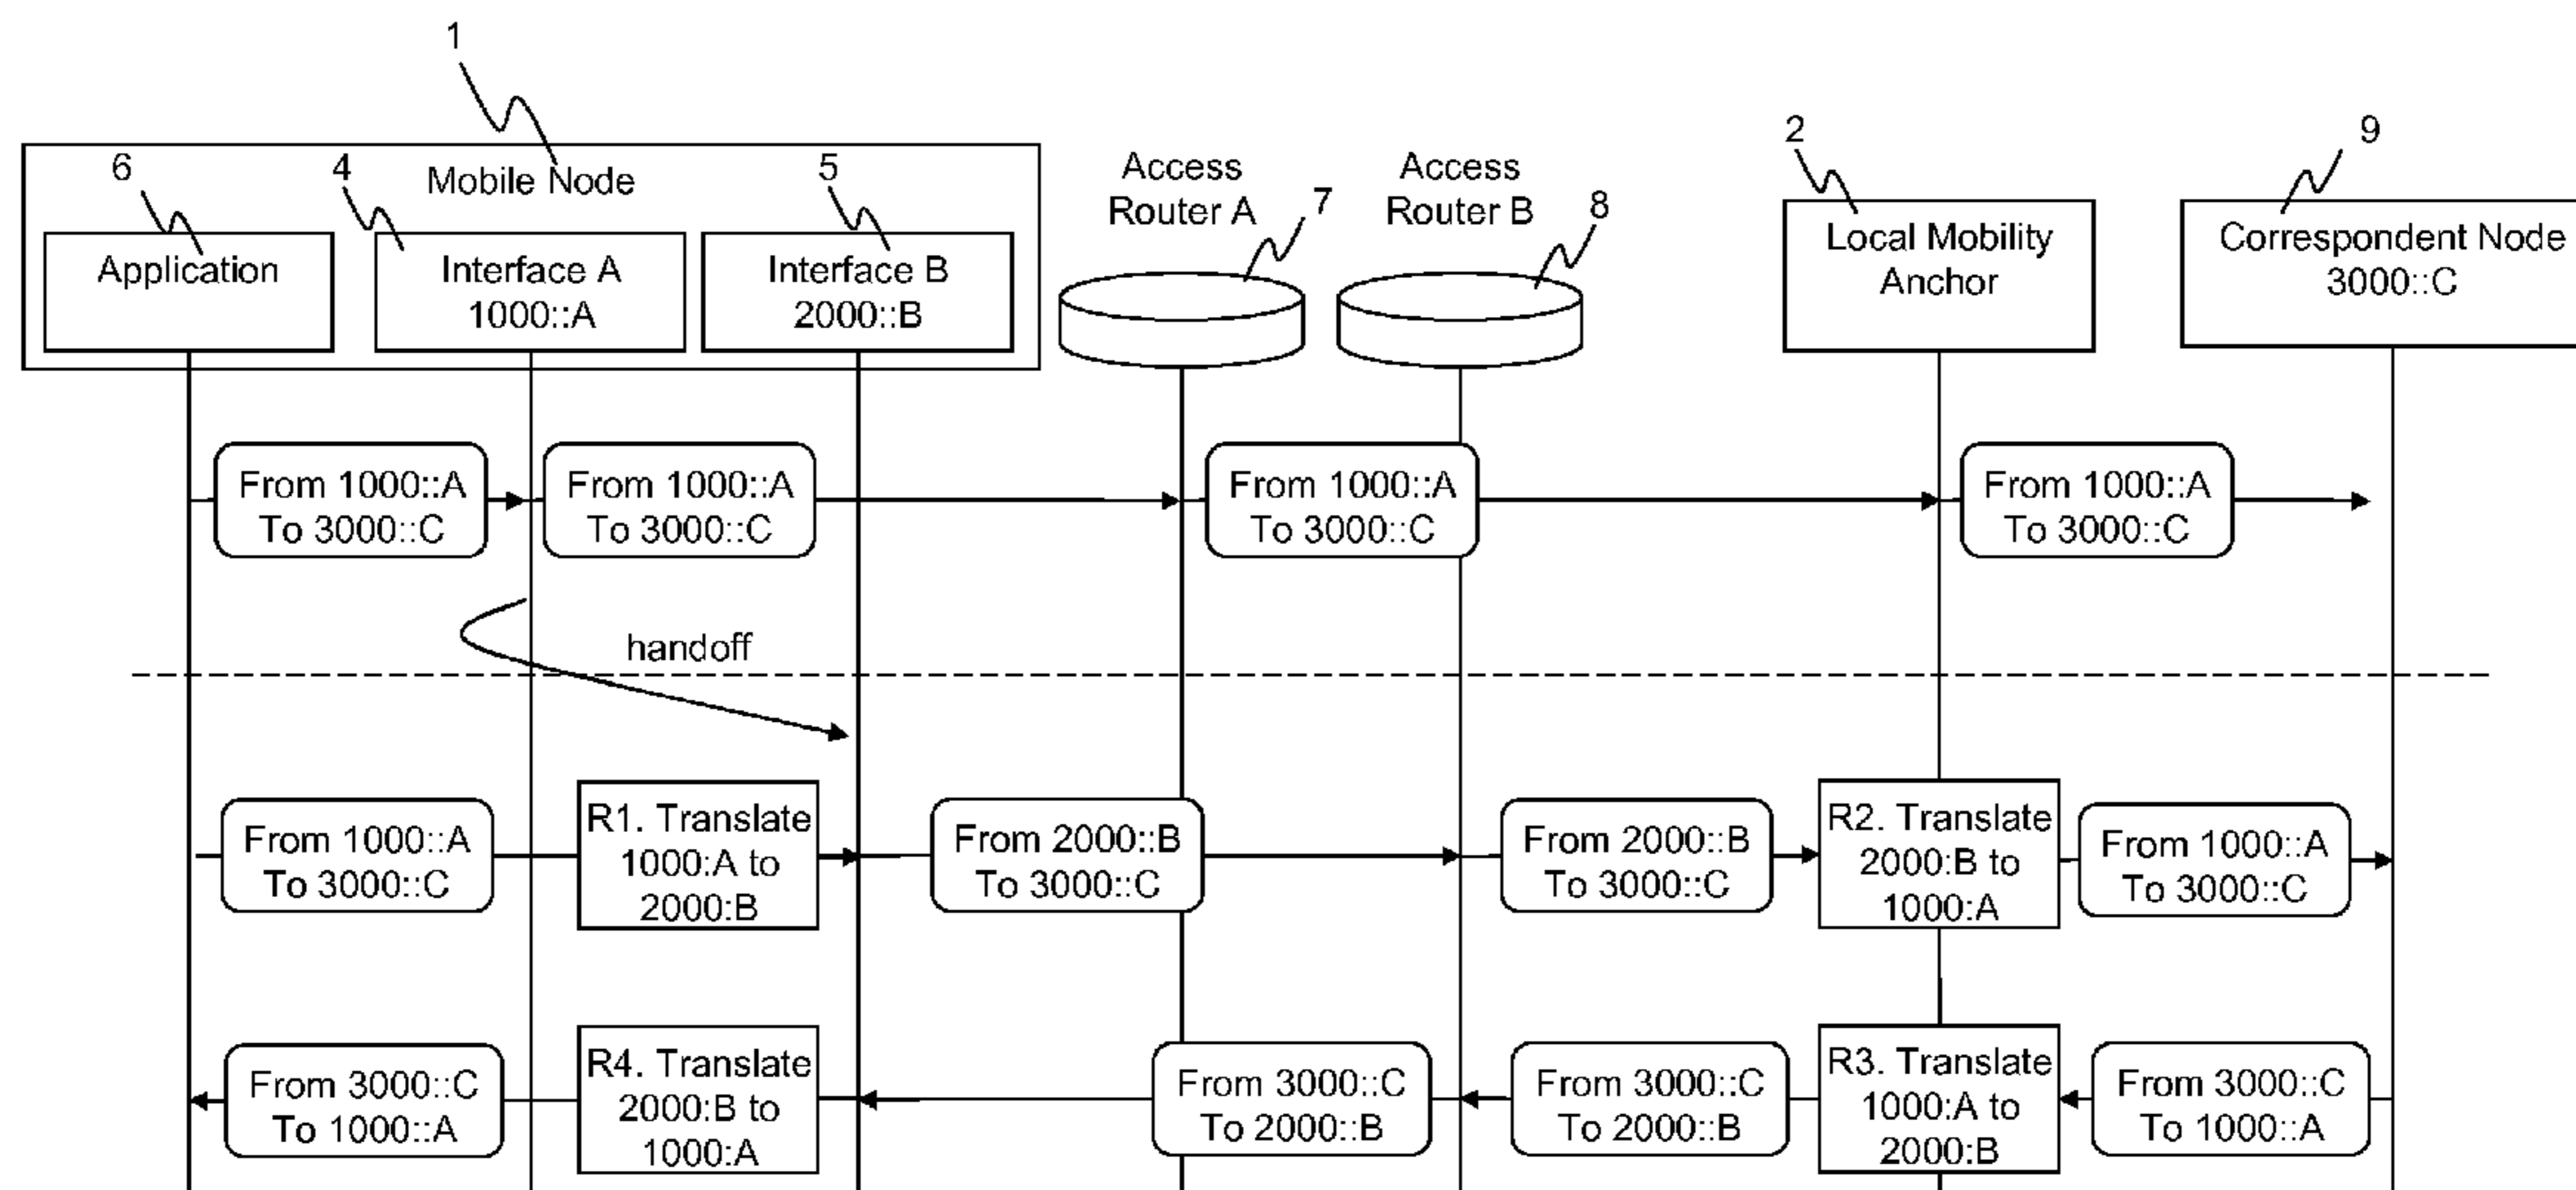 1
6
4
Mobile Node
5
Access
Router A
7
Access
Router B
8
2
9
Application
Interface A
1000::A
Interface B
2000::B
Local Mobility
Anchor
Correspondent Node
3000::C
From 1000::A
To 3000::C
From 1000::A
To 3000::C
From 1000::A
To 3000::C
From 1000::A
To 3000::C
handoff
From 1000::A
To 3000::C
R1. Translate
1000:A to
2000:B
From 2000::B
To 3000::C
From 2000::B
To 3000::C
R2. Translate
2000:B to
1000:A
From 1000::A
To 3000::C
From 3000::C
To 1000::A
R4. Translate
2000:B to
1000:A
From 3000::C
To 2000::B
From 3000::C
To 2000::B
R3. Translate
1000:A to
2000:B
From 3000::C
To 1000::A